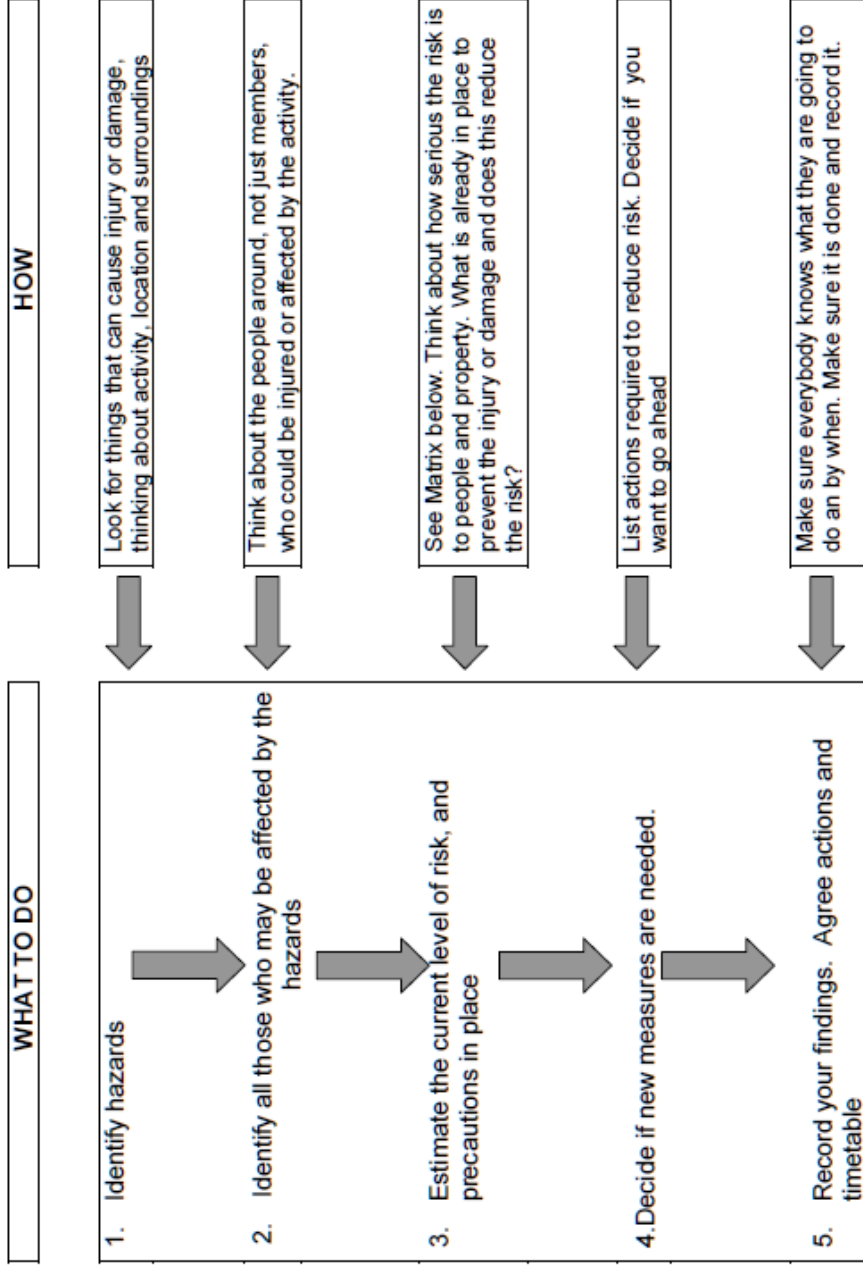 WHAT TO DO
HOW
1. Identify hazards
Look for things that can cause injury or damage,
thinking about activity, location and surroundings
2. Identify all those who may be affected by the
hazards
Think about the people around, not just members,
who could be injured or affected by the activity.
3. Estimate the current level of risk, and
precautions in place
See Matrix below. Think about how serious the risk is
to people and property. What is already in place to
prevent the injury or damage and does this reduce
the risk?
4.Decide if new measures are needed.
List actions required to reduce risk. Decide if you
want to go ahead
5. Record your findings. Agree actions and
timetable
Make sure everybody knows what they are going to
do an by when. Make sure it is done and record it.